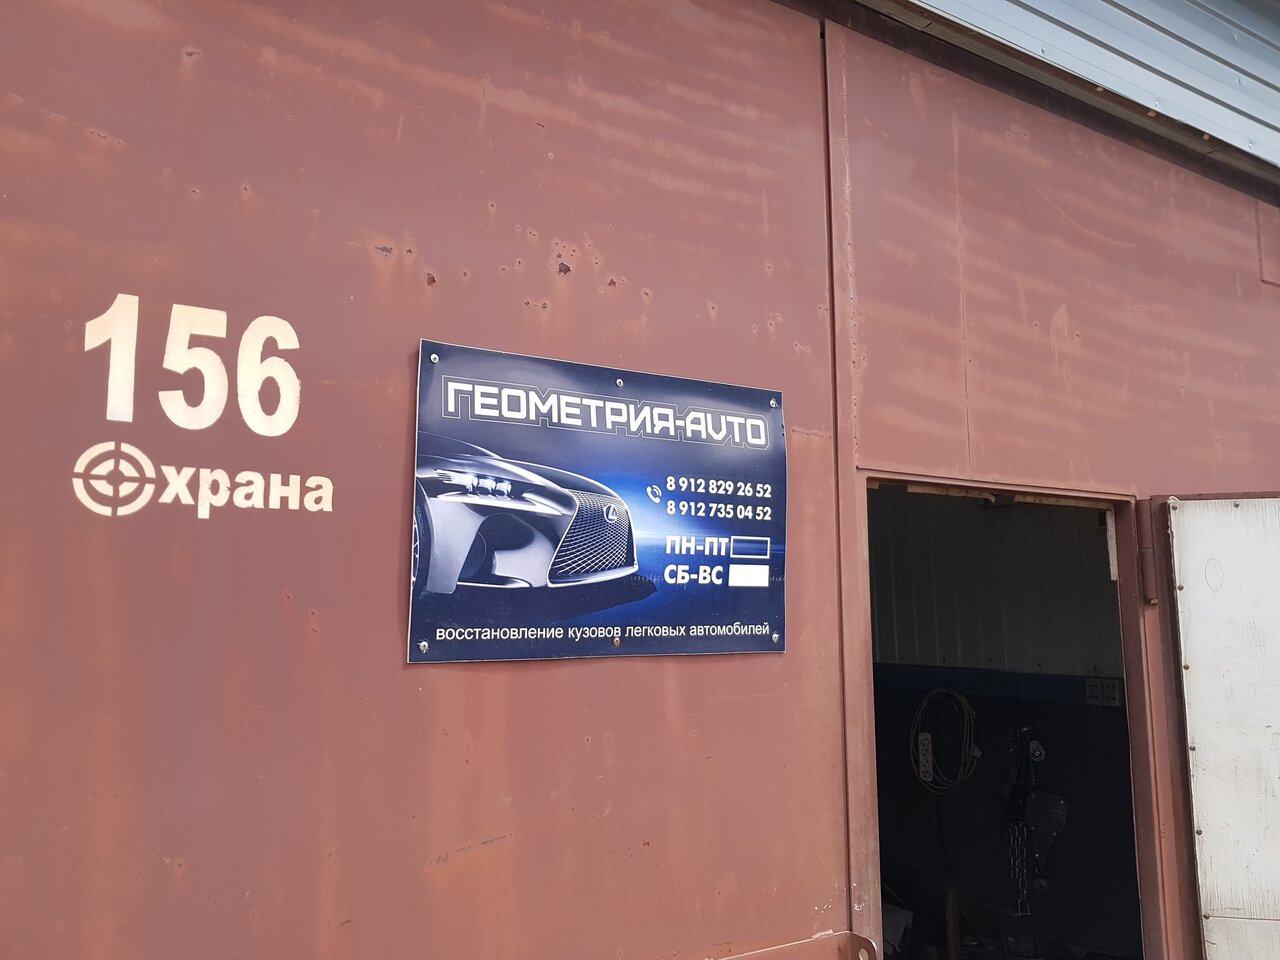 156
Охрана
ГЕОМЕТРИЯ-AVTO
8 912 829 26 52
8 912 735 04 52
ПН-ПТ
СБ-ВС
восстановление кузовов легковых автомобилей